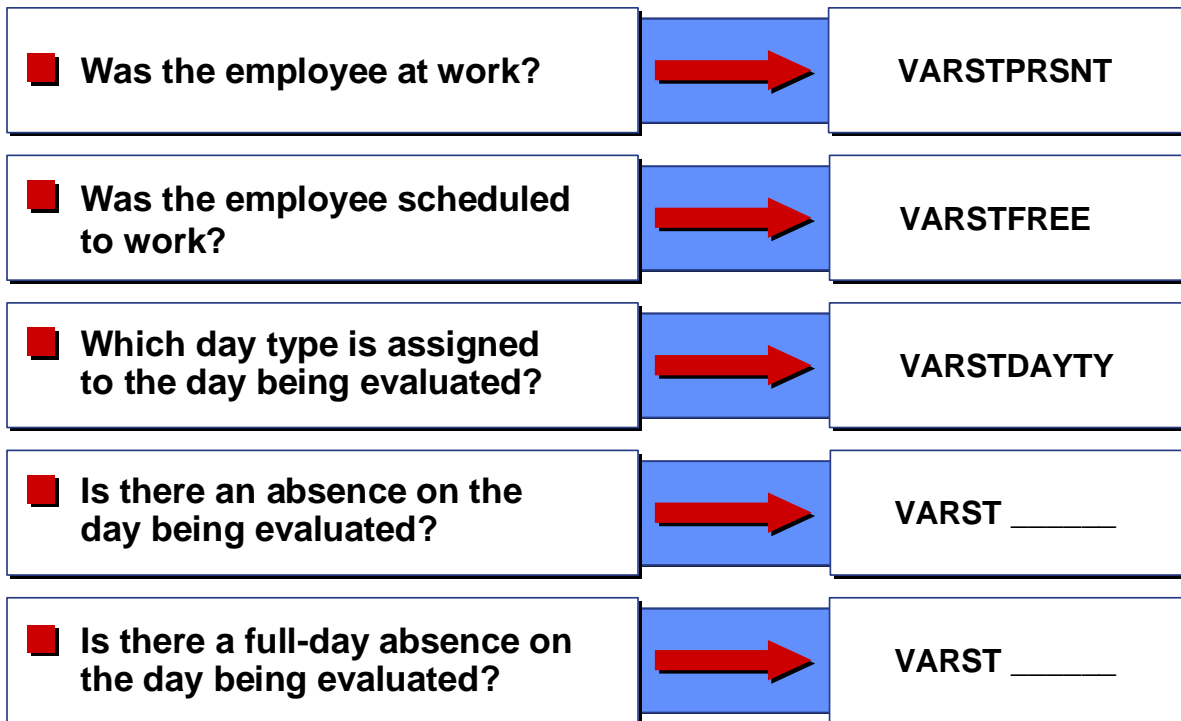 Was the employee at work?
VARSTPRSNT
Was the employee scheduled
to work?
VARSTFREE
Which day type is assigned
to the day being evaluated?
VARSTDAYTY
Is there an absence on the
day being evaluated?
VARST ______
Is there a full-day absence on
the day being evaluated?
VARST ______